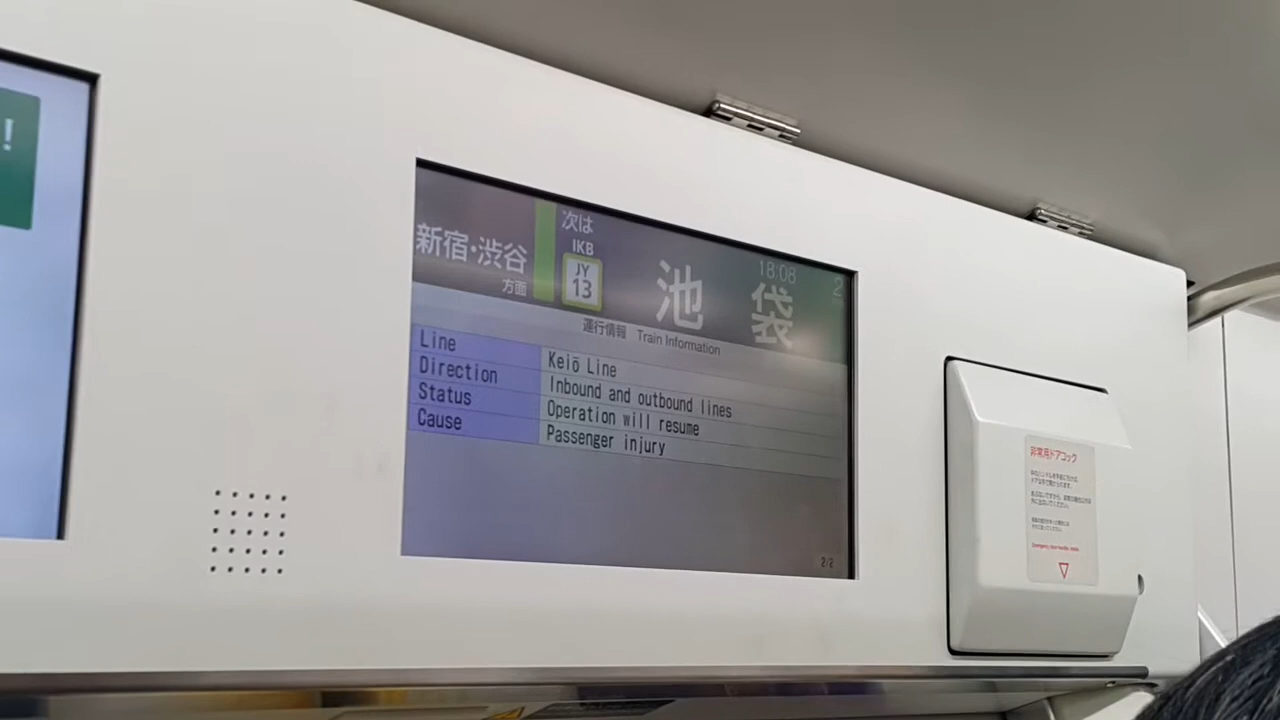 !
新宿・渋谷
方面
次は
IKB
JY
13
池袋
18:08
2
運行情報 Train Information
Line Keiō Line
Direction Inbound and outbound lines
Status Operation will resume
Cause Passenger injury
2/2
非常用ドアコック